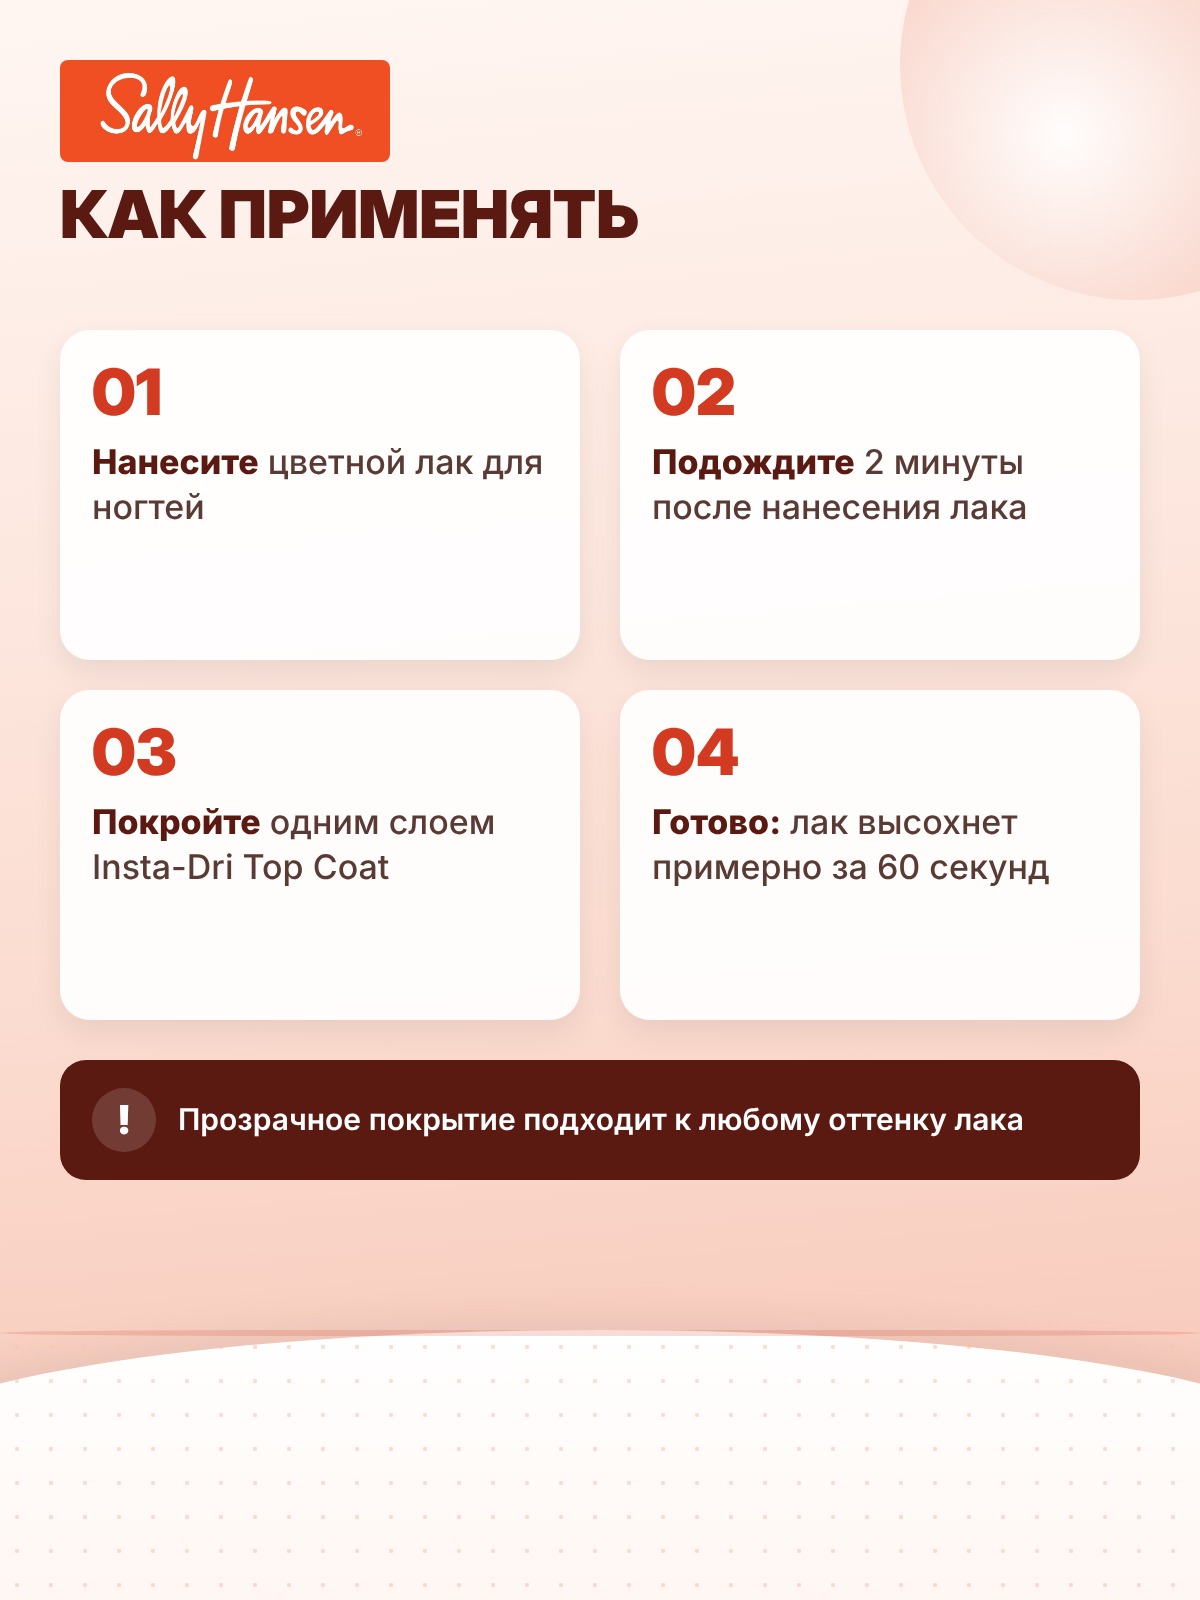 Sally Hansen®
КАК ПРИМЕНЯТЬ
01
Нанесите цветной лак для
ногтей
02
Подождите 2 минуты
после нанесения лака
03
Покройте одним слоем
Insta-Dri Top Coat
04
Готово: лак высохнет
примерно за 60 секунд
! Прозрачное покрытие подходит к любому оттенку лака